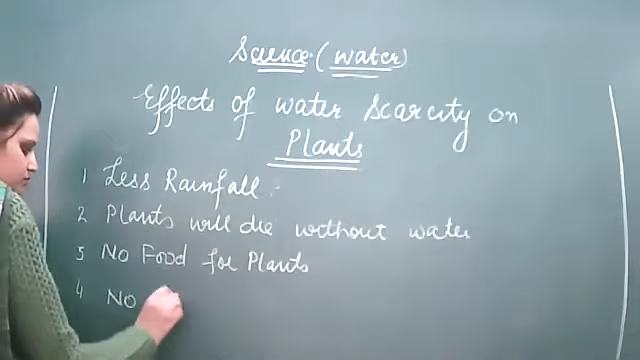 Science (water)
Effects of water Scarcity on
Plants
1 Less Rainfall :
2 Plants will die without water
3 No Food for Plants
4 No